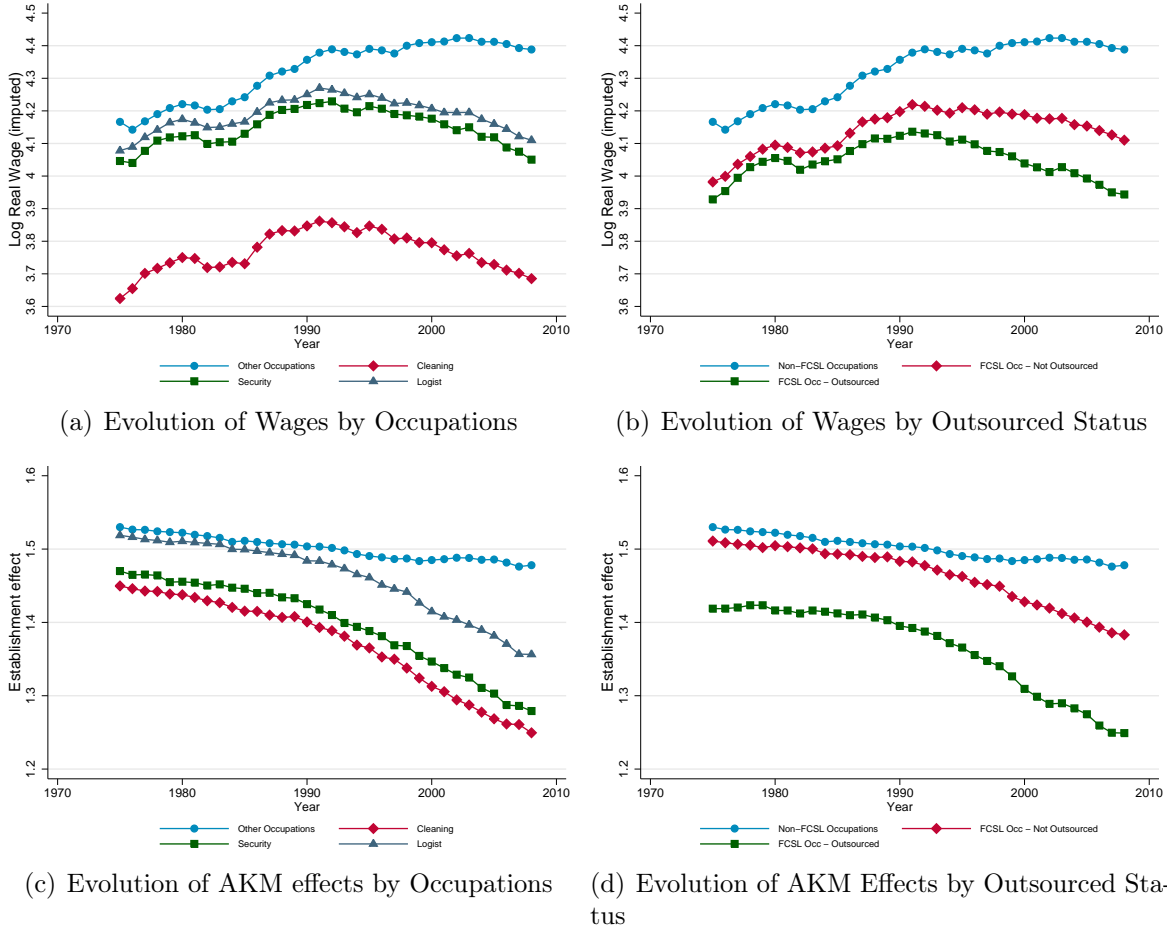 4.5
4.4
4.3
4.2
4.1
4
3.9
3.8
3.7
3.6
Log Real Wage (imputed)
1970 1980 1990 2000 2010
Year
Other Occupations Cleaning
Security Logist
(a) Evolution of Wages by Occupations
4.5
4.4
4.3
4.2
4.1
4
3.9
3.8
3.7
3.6
Log Real Wage (imputed)
1970 1980 1990 2000 2010
Year
Non−FCSL Occupations FCSL Occ − Not Outsourced
FCSL Occ − Outsourced
(b) Evolution of Wages by Outsourced Status
1.6
1.5
1.4
1.3
1.2
Establishment effect
1970 1980 1990 2000 2010
Year
Other Occupations Cleaning
Security Logist
(c) Evolution of AKM effects by Occupations
1.6
1.5
1.4
1.3
1.2
Establishment effect
1970 1980 1990 2000 2010
Year
Non−FCSL Occupations FCSL Occ − Not Outsourced
FCSL Occ − Outsourced
(d) Evolution of AKM Effects by Outsourced Sta-
tus